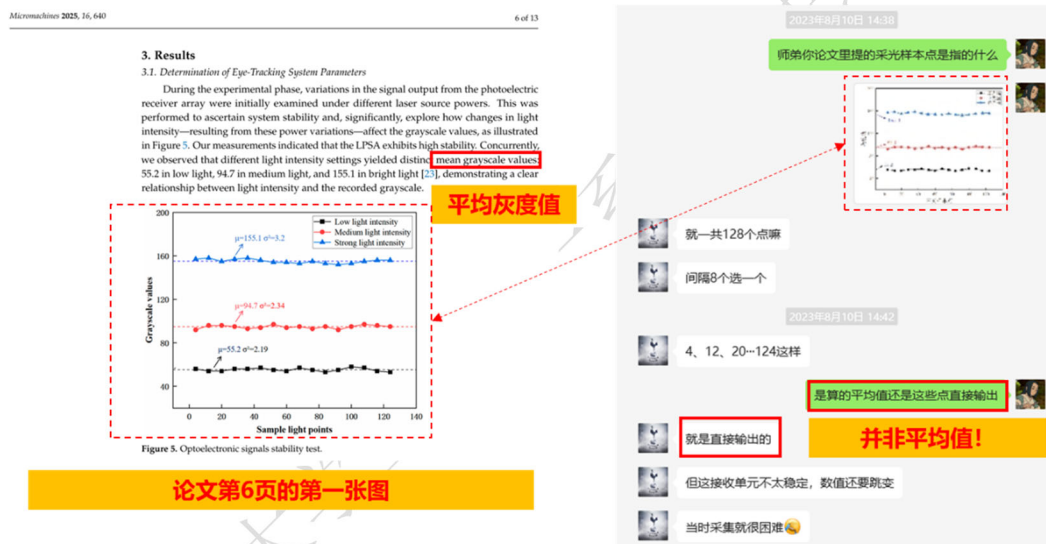 Micromachines 2025, 16, 640
6 of 13
3. Results
3.1. Determination of Eye-Tracking System Parameters
During the experimental phase, variations in the signal output from the photoelectric
receiver array were initially examined under different laser source powers. This was
performed to ascertain system stability and, significantly, explore how changes in light
intensity—resulting from these power variations—affect the grayscale values, as illustrated
in Figure 5. Our measurements indicated that the LPSA exhibits high stability. Concurrently,
we observed that different light intensity settings yielded distinct mean grayscale values:
55.2 in low light, 94.7 in medium light, and 155.1 in bright light [23], demonstrating a clear
relationship between light intensity and the recorded grayscale.
平均灰度值
200
160
120
80
40
Grayscale values
Low light intensity
Medium light intensity
Strong light intensity
μ=155.1 σ²=3.2
μ=94.7 σ²=2.34
μ=55.2 σ²=2.19
0 20 40 60 80 100 120 140
Sample light points
Figure 5. Optoelectronic signals stability test.
论文第6页的第一张图
2023年8月10日 14:38
师弟你论文里提的采光样本点是指的什么
就一共128个点嘛
间隔8个选一个
2023年8月10日 14:42
4、12、20···124这样
是算的平均值还是这些点直接输出
就是直接输出的
并非平均值!
但这接收单元不太稳定，数值还要跳变
当时采集就很困难